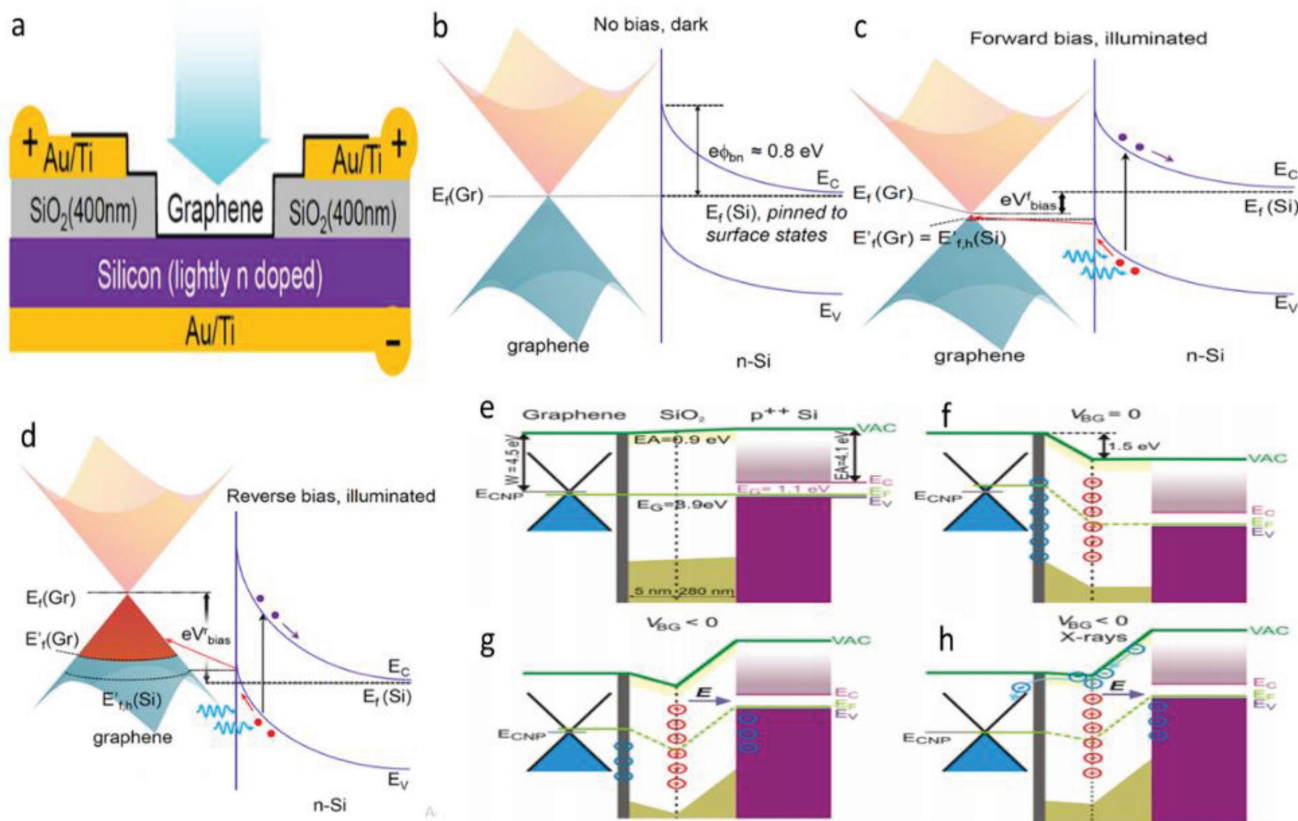 a
+
Au/Ti
Au/Ti
+
SiO₂(400nm)
Graphene
SiO₂(400nm)
Silicon (lightly n doped)
Au/Ti
-
b
No bias, dark
eϕbn ≈ 0.8 eV
EC
Ef(Gr)
Ef(Si), pinned to
surface states
EV
graphene
n-Si
c
Forward bias, illuminated
EC
Ef(Gr)
eVᶠbias
Ef(Si)
E'f(Gr) = E'f,h(Si)
EV
graphene
n-Si
d
Reverse bias, illuminated
Ef(Gr)
E'f(Gr)
eVʳbias
EC
Ef(Si)
E'f,h(Si)
graphene
EV
n-Si
e
Graphene
SiO₂
p⁺⁺ Si
VAC
W = 4.5 eV
EA=0.9 eV
EA=4.1eV
EC
ECNP
EG= 1.1 eV
EF
EG=8.9eV
EV
5 nm
280 nm
f
VBG = 0
1.5 eV
VAC
ECNP
EC
EF
EV
g
VBG < 0
VAC
E
EC
EF
EV
ECNP
h
VBG < 0
X-rays
VAC
E
EC
EF
EV
ECNP